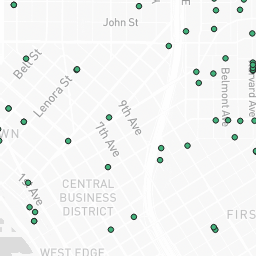 John St
Bell St
Lenora St
9th Ave
7th Ave
1st Ave
Belmont Ave
CENTRAL
BUSINESS
DISTRICT
WEST EDGE